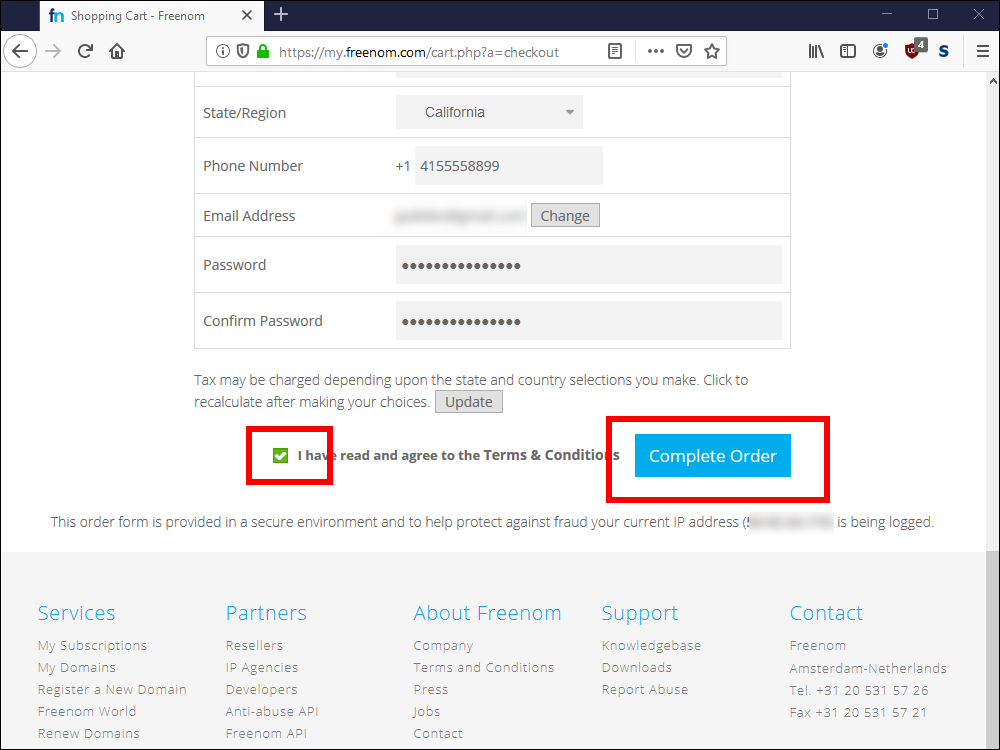 Shopping Cart - Freenom
https://my.freenom.com/cart.php?a=checkout
4
S
State/Region California
Phone Number +1 4155558899
Email Address Change
Password ●●●●●●●●●●●●●●●
Confirm Password ●●●●●●●●●●●●●●●
Tax may be charged depending upon the state and country selections you make. Click to
recalculate after making your choices. Update
I have read and agree to the Terms & Conditions Complete Order
This order form is provided in a secure environment and to help protect against fraud your current IP address ( is being logged.
Services
My Subscriptions
My Domains
Register a New Domain
Freenom World
Renew Domains
Partners
Resellers
IP Agencies
Developers
Anti-abuse API
Freenom API
About Freenom
Company
Terms and Conditions
Press
Jobs
Contact
Support
Knowledgebase
Downloads
Report Abuse
Contact
Freenom
Amsterdam-Netherlands
Tel. +31 20 531 57 26
Fax +31 20 531 57 21